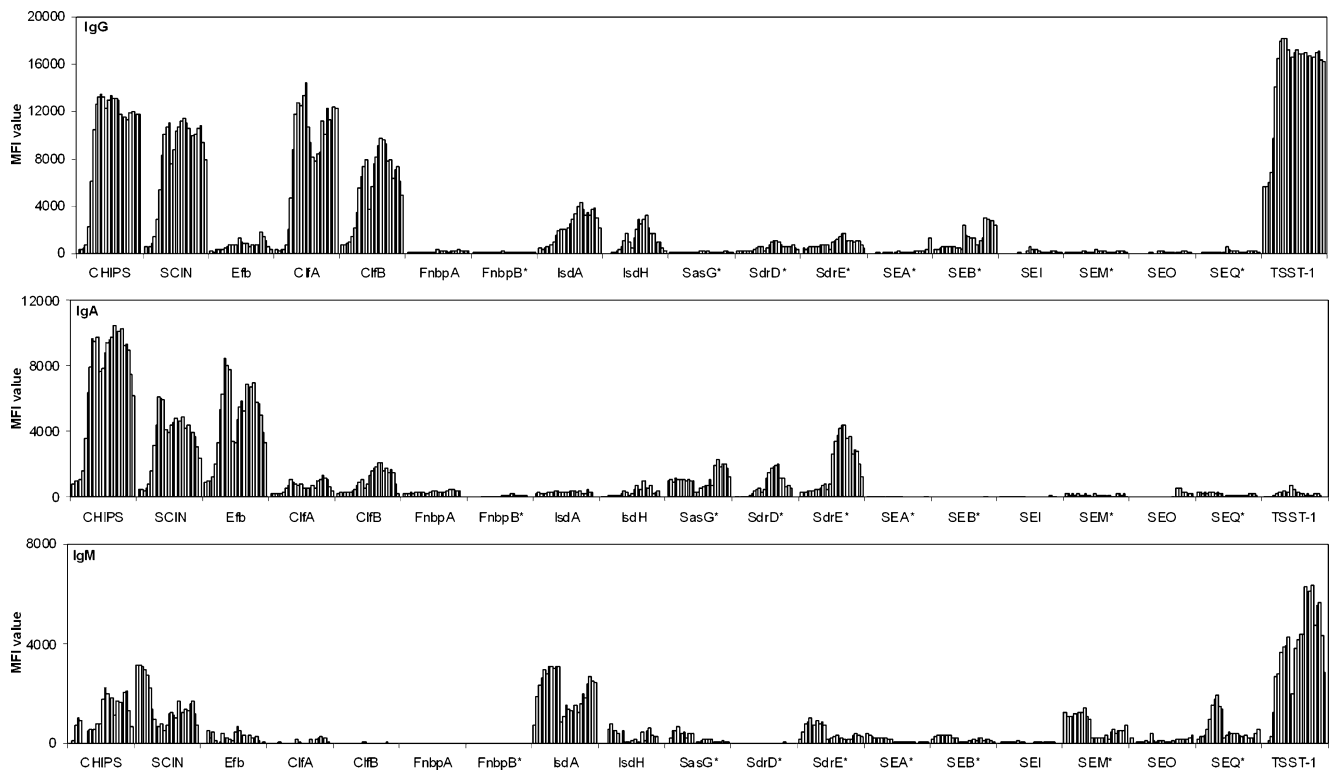 20000
IgG
16000
12000
8000
4000
0
MFI value
CHIPS SCIN Efb ClfA ClfB FnbpA FnbpB* IsdA IsdH SasG* SdrD* SdrE* SEA* SEB* SEI SEM* SEO SEQ* TSST-1
12000
IgA
8000
4000
0
MFI value
CHIPS SCIN Efb ClfA ClfB FnbpA FnbpB* IsdA IsdH SasG* SdrD* SdrE* SEA* SEB* SEI SEM* SEO SEQ* TSST-1
8000
IgM
4000
0
MFI value
CHIPS SCIN Efb ClfA ClfB FnbpA FnbpB* IsdA IsdH SasG* SdrD* SdrE* SEA* SEB* SEI SEM* SEO SEQ* TSST-1